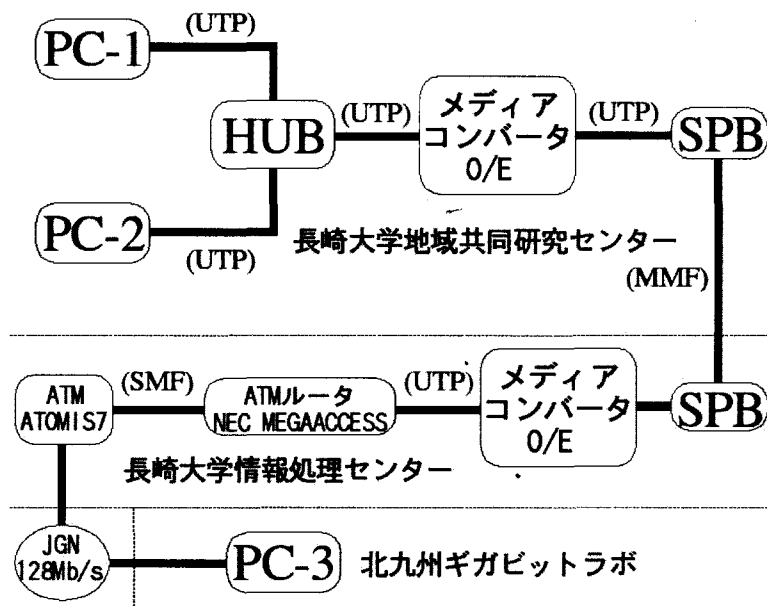 (UTP)
PC-1
HUB
(UTP)
メディア
コンバータ
O/E
(UTP)
SPB
PC-2
(UTP)
長崎大学地域共同研究センター
(MMF)
ATM
ATOMIS7
(SMF)
ATMルータ
NEC MEGAACCESS
(UTP)
メディア
コンバータ
O/E
SPB
長崎大学情報処理センター
JGN
128Mb/s
PC-3
北九州ギガビットラボ